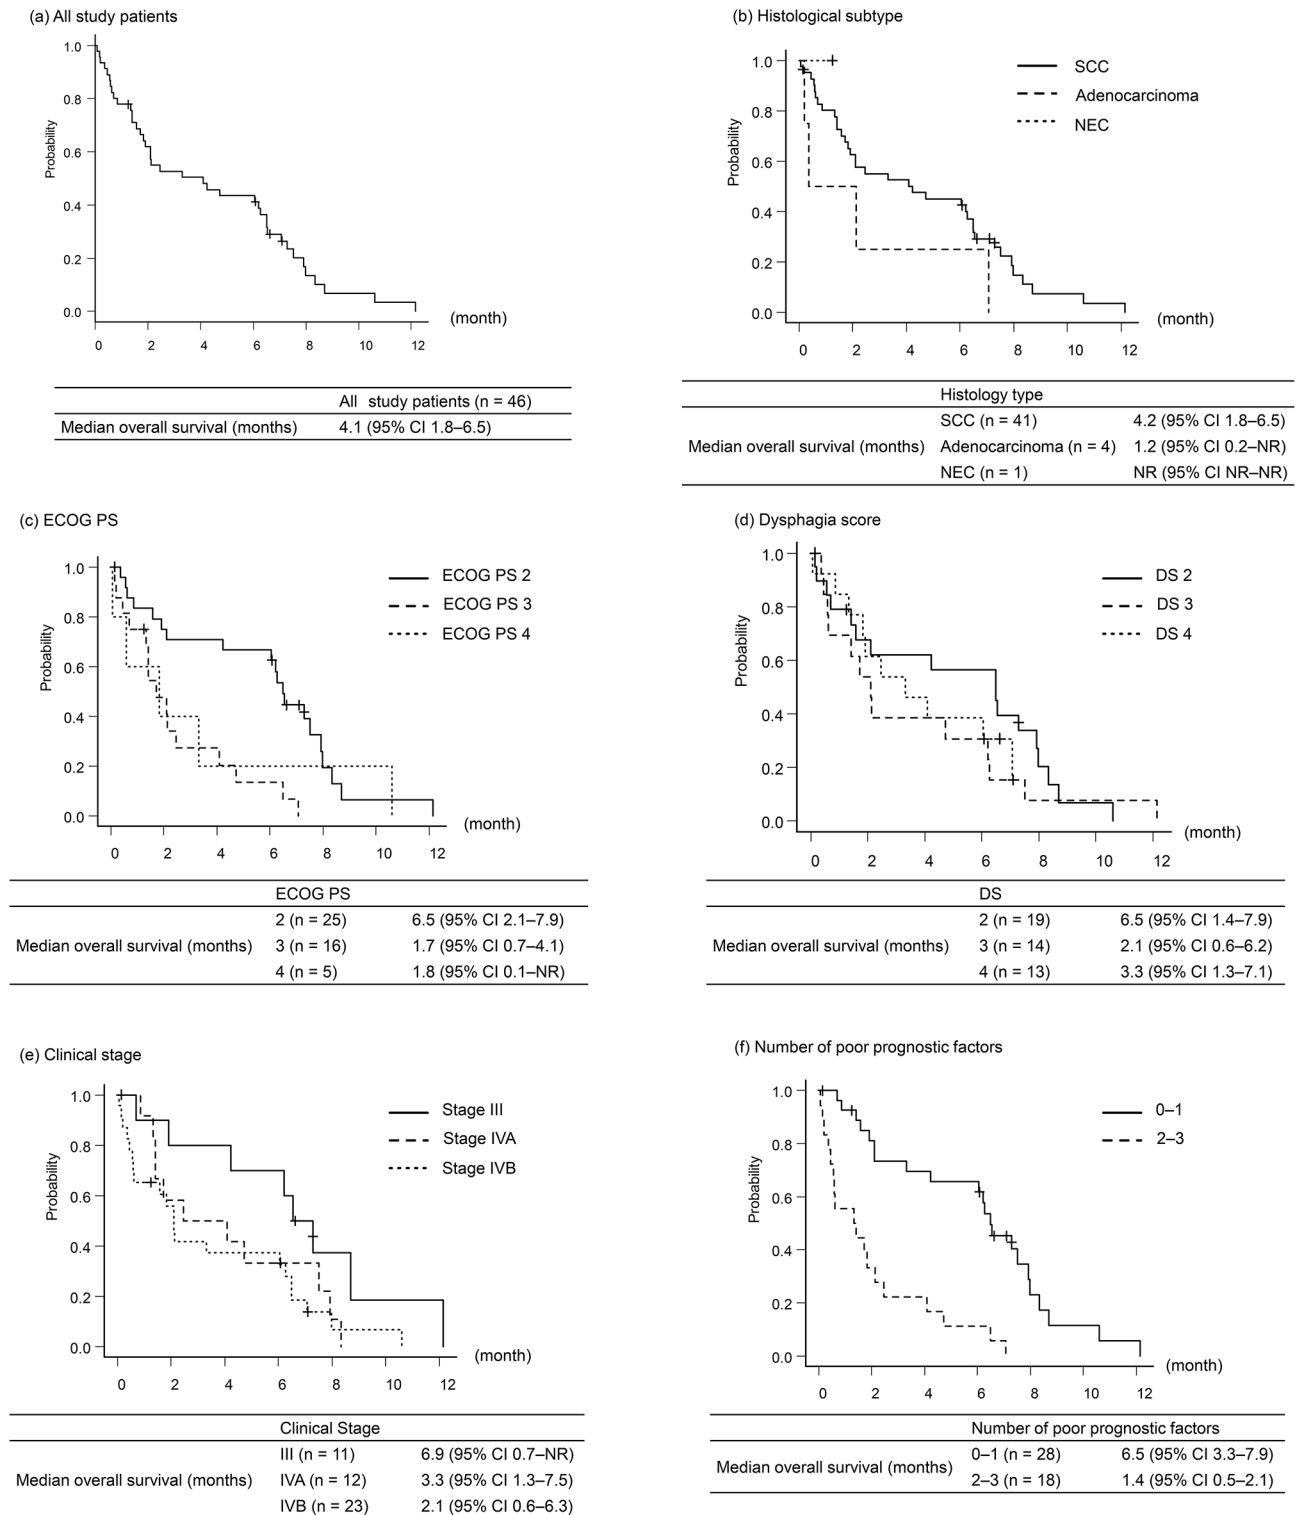 (a) All study patients
Probability
1.0
0.8
0.6
0.4
0.2
0.0
0 2 4 6 8 10 12
(month)
All study patients (n = 46)
Median overall survival (months) 4.1 (95% CI 1.8–6.5)
(b) Histological subtype
Probability
1.0
0.8
0.6
0.4
0.2
0.0
SCC
Adenocarcinoma
NEC
0 2 4 6 8 10 12
(month)
Histology type
SCC (n = 41) 4.2 (95% CI 1.8–6.5)
Median overall survival (months) Adenocarcinoma (n = 4) 1.2 (95% CI 0.2–NR)
NEC (n = 1) NR (95% CI NR–NR)
(c) ECOG PS
Probability
1.0
0.8
0.6
0.4
0.2
0.0
ECOG PS 2
ECOG PS 3
ECOG PS 4
0 2 4 6 8 10 12
(month)
ECOG PS
2 (n = 25) 6.5 (95% CI 2.1–7.9)
Median overall survival (months) 3 (n = 16) 1.7 (95% CI 0.7–4.1)
4 (n = 5) 1.8 (95% CI 0.1–NR)
(d) Dysphagia score
Probability
1.0
0.8
0.6
0.4
0.2
0.0
DS 2
DS 3
DS 4
0 2 4 6 8 10 12
(month)
DS
2 (n = 19) 6.5 (95% CI 1.4–7.9)
Median overall survival (months) 3 (n = 14) 2.1 (95% CI 0.6–6.2)
4 (n = 13) 3.3 (95% CI 1.3–7.1)
(e) Clinical stage
Probability
1.0
0.8
0.6
0.4
0.2
0.0
Stage III
Stage IVA
Stage IVB
0 2 4 6 8 10 12
(month)
Clinical Stage
III (n = 11) 6.9 (95% CI 0.7–NR)
Median overall survival (months) IVA (n = 12) 3.3 (95% CI 1.3–7.5)
IVB (n = 23) 2.1 (95% CI 0.6–6.3)
(f) Number of poor prognostic factors
Probability
1.0
0.8
0.6
0.4
0.2
0.0
0–1
2–3
0 2 4 6 8 10 12
(month)
Number of poor prognostic factors
0–1 (n = 28) 6.5 (95% CI 3.3–7.9)
Median overall survival (months)
2–3 (n = 18) 1.4 (95% CI 0.5–2.1)